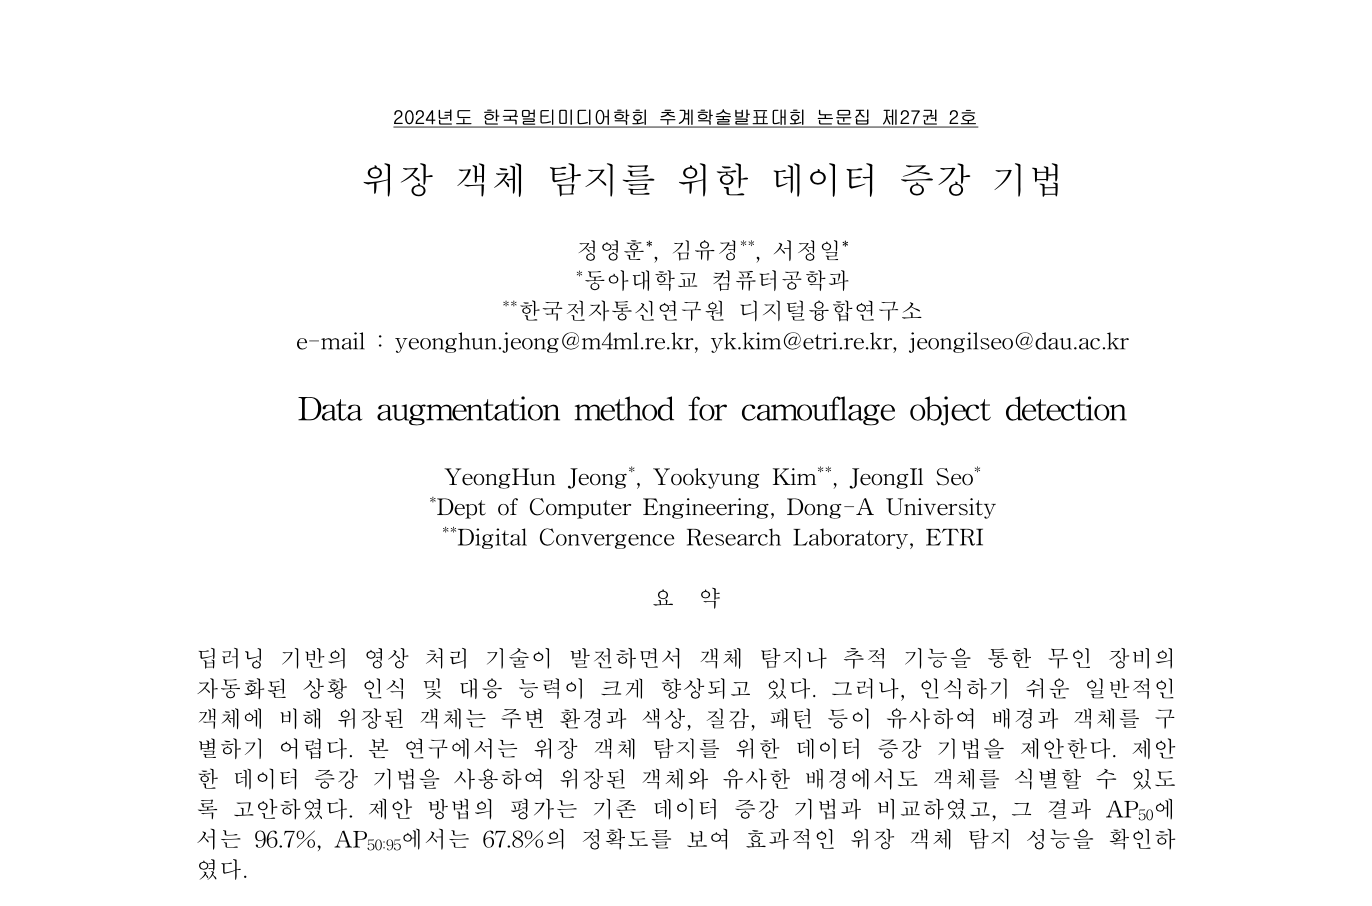 2024년도 한국멀티미디어학회 추계학술발표대회 논문집 제27권 2호
위장 객체 탐지를 위한 데이터 증강 기법
정영훈*, 김유경**, 서정일*
*동아대학교 컴퓨터공학과
**한국전자통신연구원 디지털융합연구소
e-mail : yeonghun.jeong@m4ml.re.kr, yk.kim@etri.re.kr, jeongilseo@dau.ac.kr
Data augmentation method for camouflage object detection
YeongHun Jeong*, Yookyung Kim**, JeongIl Seo*
*Dept of Computer Engineering, Dong-A University
**Digital Convergence Research Laboratory, ETRI
요 약
딥러닝 기반의 영상 처리 기술이 발전하면서 객체 탐지나 추적 기능을 통한 무인 장비의
자동화된 상황 인식 및 대응 능력이 크게 향상되고 있다. 그러나, 인식하기 쉬운 일반적인
객체에 비해 위장된 객체는 주변 환경과 색상, 질감, 패턴 등이 유사하여 배경과 객체를 구
별하기 어렵다. 본 연구에서는 위장 객체 탐지를 위한 데이터 증강 기법을 제안한다. 제안
한 데이터 증강 기법을 사용하여 위장된 객체와 유사한 배경에서도 객체를 식별할 수 있도
록 고안하였다. 제안 방법의 평가는 기존 데이터 증강 기법과 비교하였고, 그 결과 AP50에
서는 96.7%, AP50:95에서는 67.8%의 정확도를 보여 효과적인 위장 객체 탐지 성능을 확인하
였다.